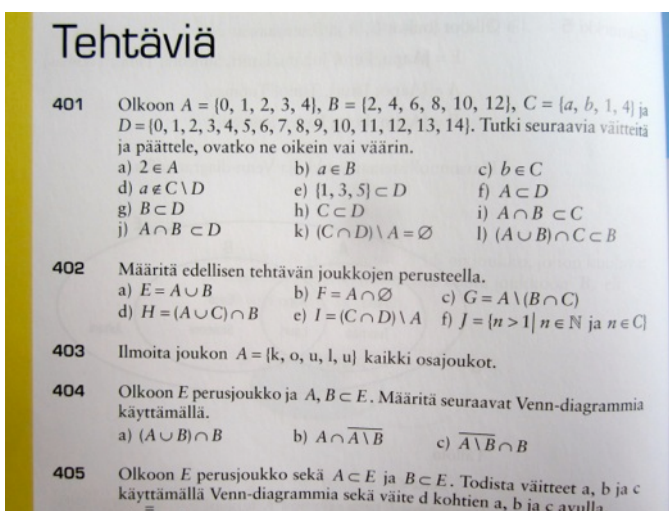 Tehtäviä
401 Olkoon A = {0, 1, 2, 3, 4}, B = {2, 4, 6, 8, 10, 12}, C = {a, b, 1, 4} ja
D = {0, 1, 2, 3, 4, 5, 6, 7, 8, 9, 10, 11, 12, 13, 14}. Tutki seuraavia väitteitä
ja päättele, ovatko ne oikein vai väärin.
a) 2 ∈ A b) a ∈ B c) b ∈ C
d) a ∉ C \ D e) {1, 3, 5} ⊂ D f) A ⊂ D
g) B ⊂ D h) C ⊂ D i) A ∩ B ⊂ C
j) A ∩ B ⊂ D k) (C ∩ D) \ A = ∅ l) (A ∪ B) ∩ C ⊂ B
402 Määritä edellisen tehtävän joukkojen perusteella.
a) E = A ∪ B b) F = A ∩ ∅ c) G = A \ (B ∩ C)
d) H = (A ∪ C) ∩ B e) I = (C ∩ D) \ A f) J = {n > 1| n ∈ ℕ ja n ∈ C}
403 Ilmoita joukon A = {k, o, u, l, u} kaikki osajoukot.
404 Olkoon E perusjoukko ja A, B ⊂ E. Määritä seuraavat Venn-diagrammia
käyttämällä.
a) (A ∪ B) ∩ B b) A ∩ \overline{A \ B} c) \overline{A \ B} ∩ B
405 Olkoon E perusjoukko sekä A ⊂ E ja B ⊂ E. Todista väitteet a, b ja c
käyttämällä Venn-diagrammia sekä väite d kohtien a, b ja c avulla